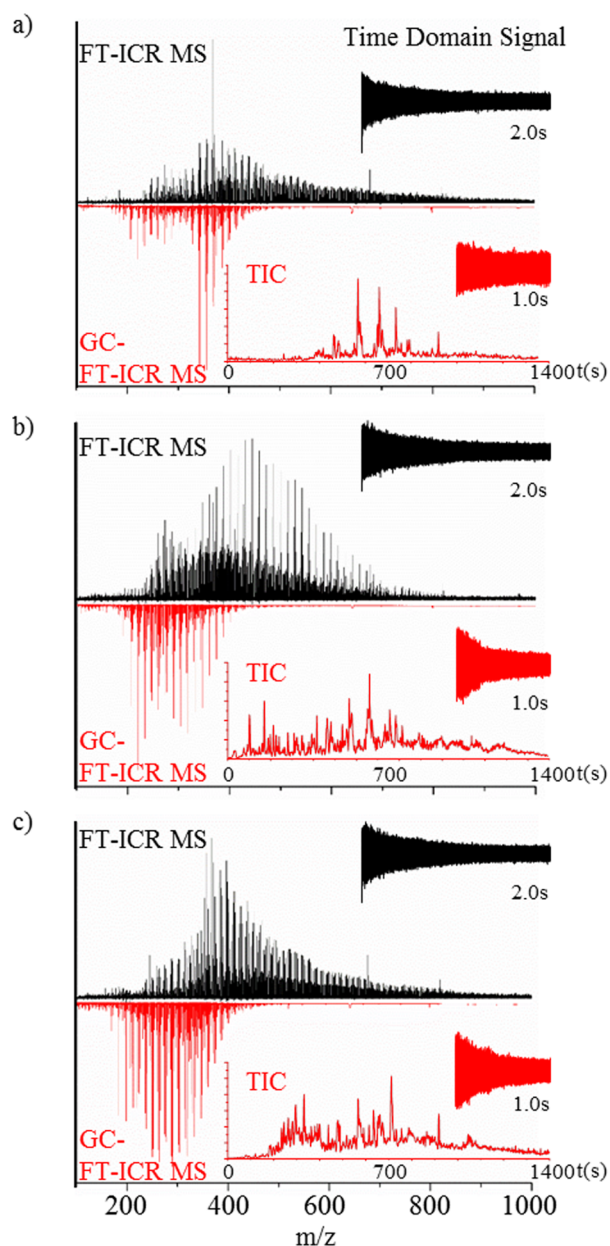 a)
FT-ICR MS
Time Domain Signal
2.0s
TIC
1.0s
GC-
FT-ICR MS
0 700 1400t(s)
b)
FT-ICR MS
2.0s
TIC
1.0s
GC-
FT-ICR MS
0 700 1400t(s)
c)
FT-ICR MS
2.0s
TIC
1.0s
GC-
FT-ICR MS
0 700 1400t(s)
200 400 600 800 1000
m/z